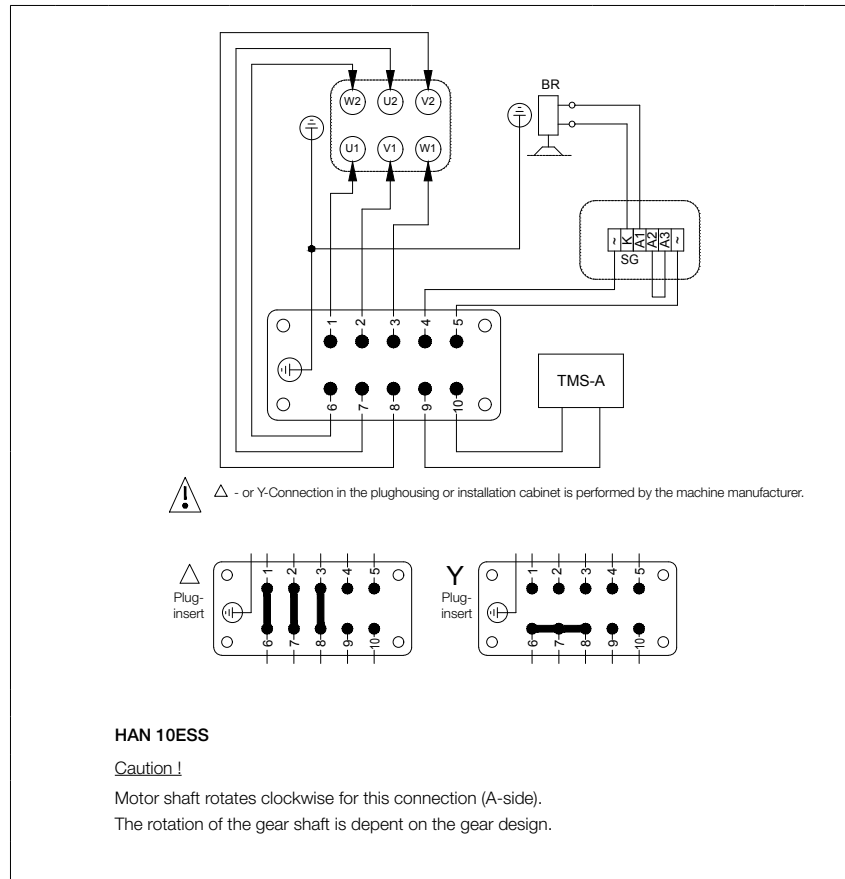 W2 U2 V2
BR
U1 V1 W1
~ K A1 A2 A3 ~
SG
1 2 3 4 5
TMS-A
6 7 8 9 10
△ - or Y-Connection in the plughousing or installation cabinet is performed by the machine manufacturer.
△
Plug-
insert
1 2 3 4 5
6 7 8 9 10
Y
Plug-
insert
1 2 3 4 5
6 7 8 9 10
HAN 10ESS
Caution !
Motor shaft rotates clockwise for this connection (A-side).
The rotation of the gear shaft is depent on the gear design.